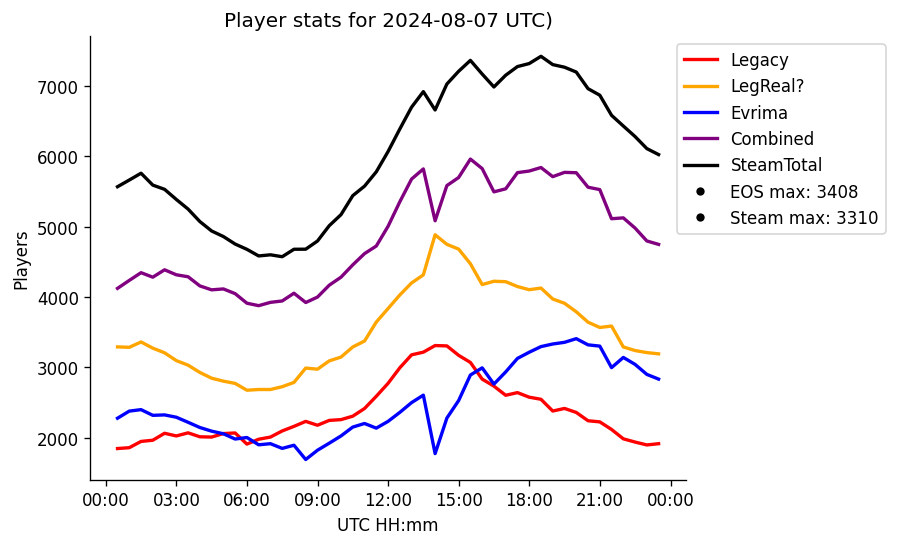 Player stats for 2024-08-07 UTC)
Legacy
LegReal?
Evrima
Combined
SteamTotal
EOS max: 3408
Steam max: 3310
Players
7000
6000
5000
4000
3000
2000
00:00 03:00 06:00 09:00 12:00 15:00 18:00 21:00 00:00
UTC HH:mm